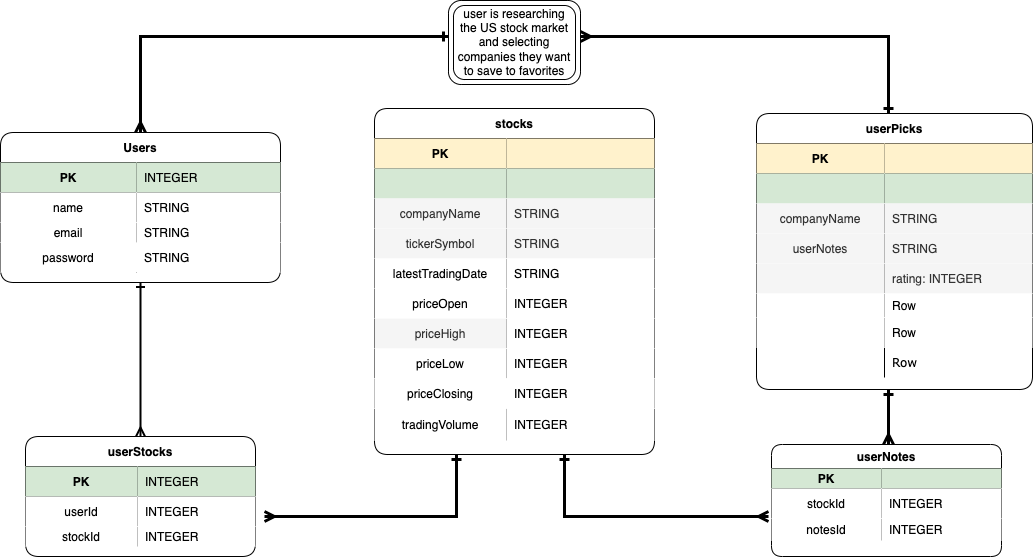 user is researching
the US stock market
and selecting
companies they want
to save to favorites
Users
PK INTEGER
name STRING
email STRING
password STRING
stocks
PK
companyName STRING
tickerSymbol STRING
latestTradingDate STRING
priceOpen INTEGER
priceHigh INTEGER
priceLow INTEGER
priceClosing INTEGER
tradingVolume INTEGER
userPicks
PK
companyName STRING
userNotes STRING
rating: INTEGER
Row
Row
Row
userStocks
PK INTEGER
userId INTEGER
stockId INTEGER
userNotes
PK
stockId INTEGER
notesId INTEGER